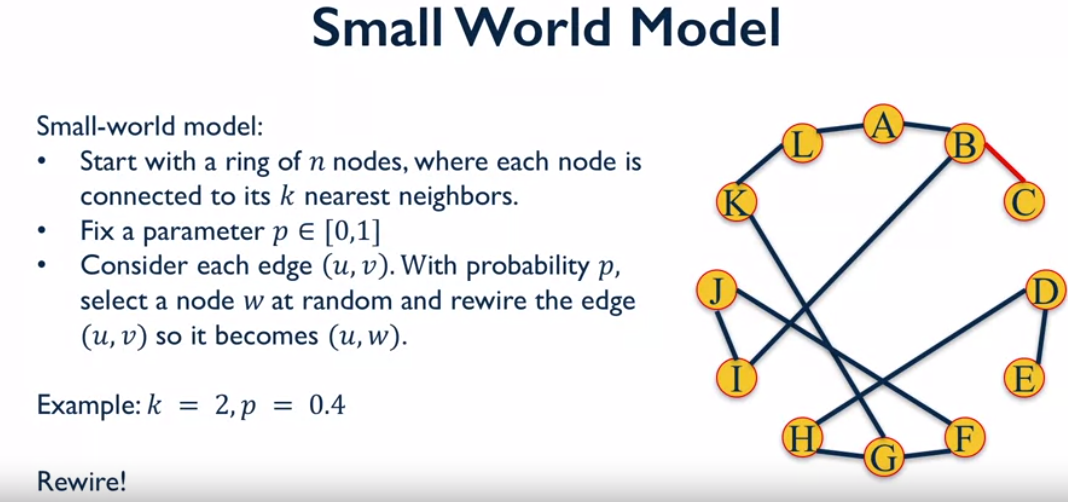 Small World Model
Small-world model:
• Start with a ring of n nodes, where each node is
connected to its k nearest neighbors.
• Fix a parameter p ∈ [0,1]
• Consider each edge (u, v). With probability p,
select a node w at random and rewire the edge
(u, v) so it becomes (u, w).
Example: k = 2, p = 0.4
Rewire!
A
L
B
K
C
J
D
I
E
H
F
G